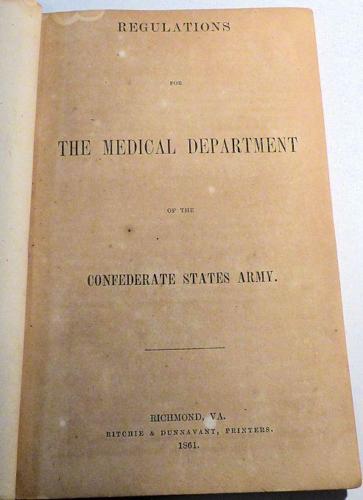 REGULATIONS
FOR
THE MEDICAL DEPARTMENT
OF THE
CONFEDERATE STATES ARMY.
RICHMOND, VA.
RITCHIE & DUNNAVANT, PRINTERS.
1861.